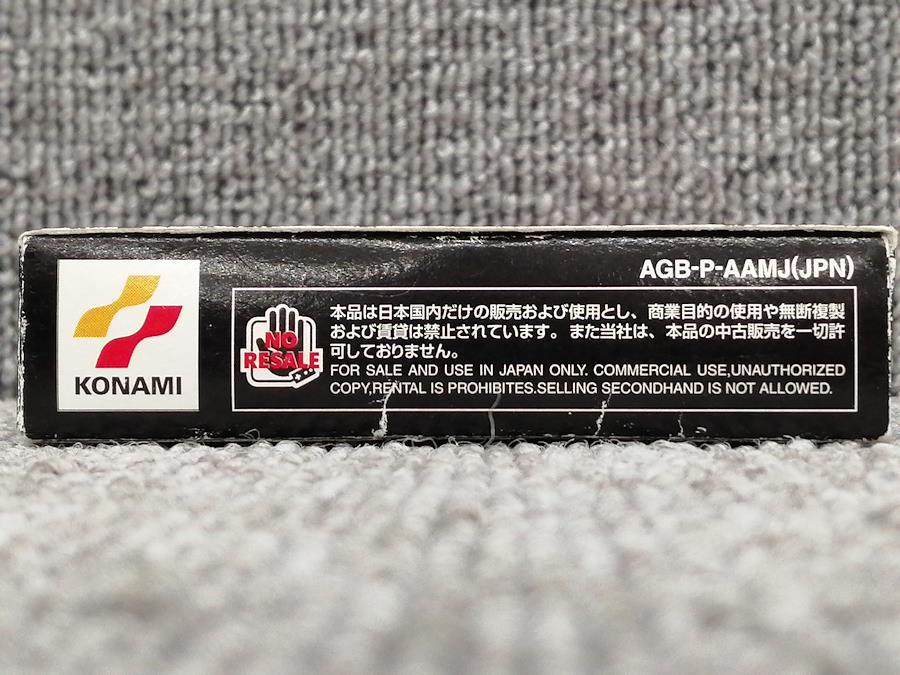 AGB-P-AAMJ(JPN)
KONAMI
NO
RESALE
本品は日本国内だけの販売および使用とし、商業目的の使用や無断複製
および賃貸は禁止されています。また当社は、本品の中古販売を一切許
可しておりません。
FOR SALE AND USE IN JAPAN ONLY. COMMERCIAL USE,UNAUTHORIZED
COPY,RENTAL IS PROHIBITES.SELLING SECONDHAND IS NOT ALLOWED.